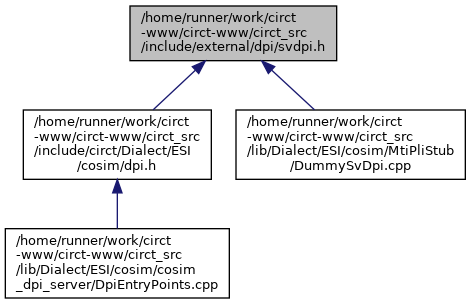 /home/runner/work/circt
-www/circt-www/circt_src
/include/external/dpi/svdpi.h
/home/runner/work/circt
-www/circt-www/circt_src
/include/circt/Dialect/ESI
/cosim/dpi.h
/home/runner/work/circt
-www/circt-www/circt_src
/lib/Dialect/ESI/cosim/MtiPliStub
/DummySvDpi.cpp
/home/runner/work/circt
-www/circt-www/circt_src
/lib/Dialect/ESI/cosim/cosim
_dpi_server/DpiEntryPoints.cpp